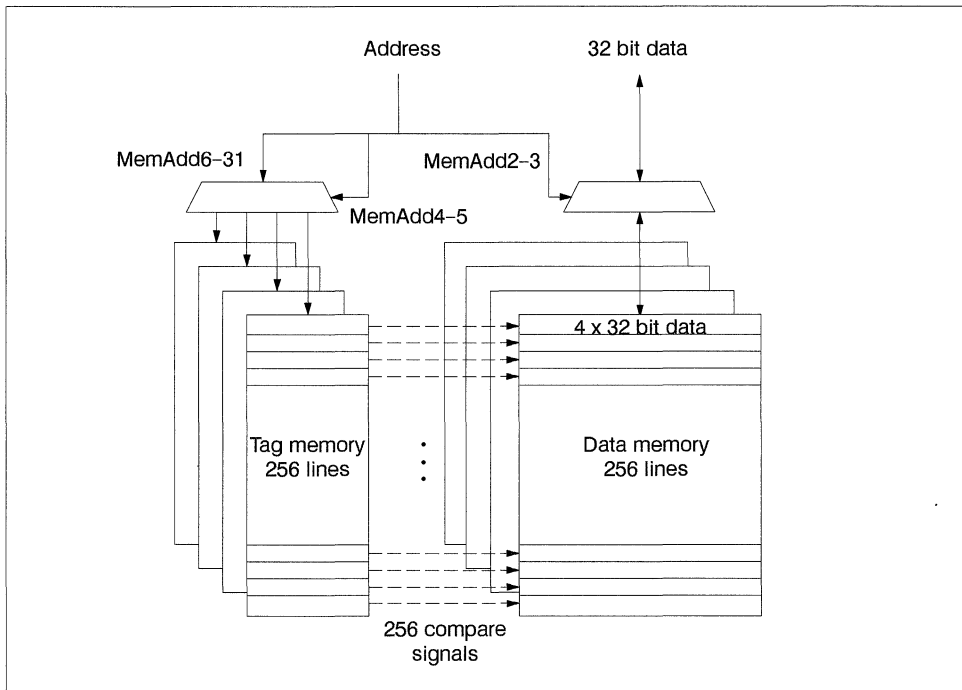 Address
32 bit data
MemAdd6-31
MemAdd2-3
MemAdd4-5
4 x 32 bit data
Tag memory
256 lines
Data memory
256 lines
256 compare
signals